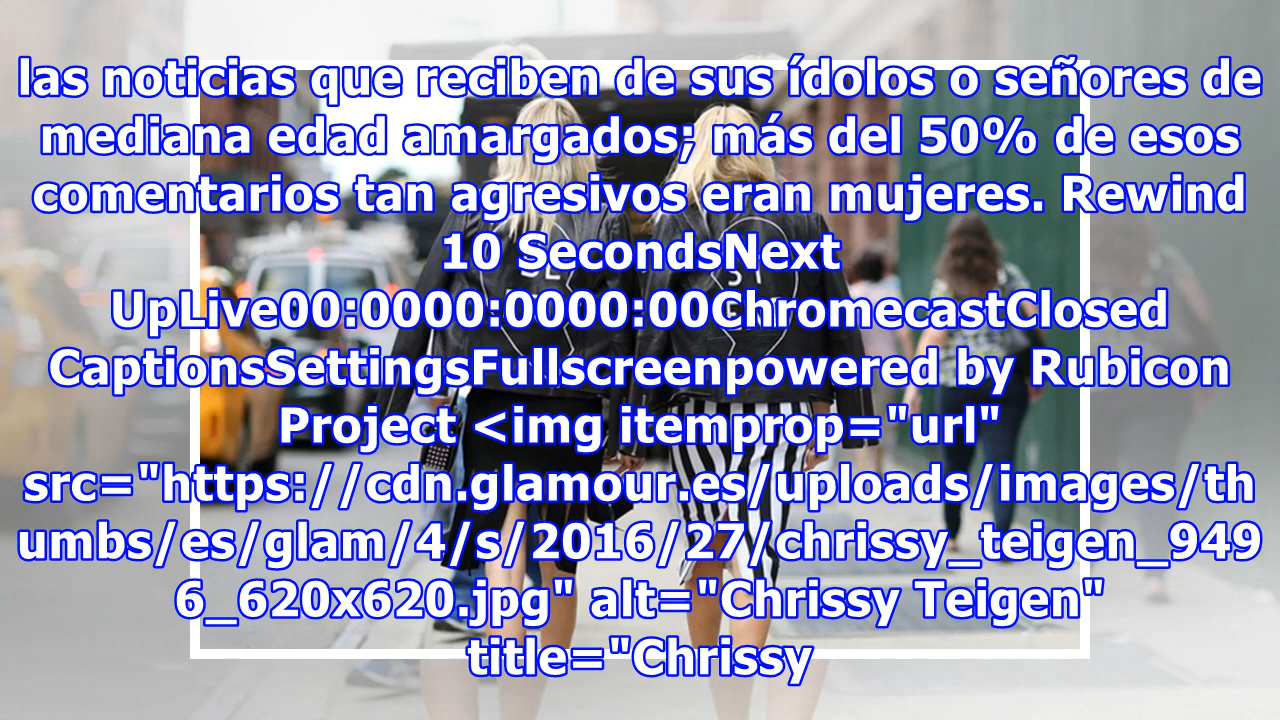 las noticias que reciben de sus ídolos o señores de
mediana edad amargados; más del 50% de esos
comentarios tan agresivos eran mujeres. Rewind
10 SecondsNext
UpLive00:0000:0000:00ChromecastClosed
CaptionsSettingsFullscreenpowered by Rubicon
Project <img itemprop="url"
src="https://cdn.glamour.es/uploads/images/th
umbs/es/glam/4/s/2016/27/chrissy_teigen_949
6_620x620.jpg" alt="Chrissy Teigen"
title="Chrissy